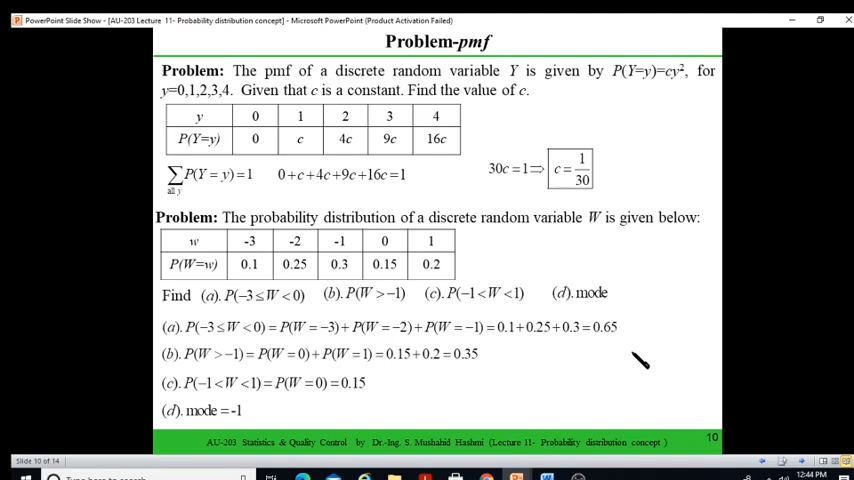 PowerPoint Slide Show - [AU-203 Lecture 11- Probability distribution concept] - Microsoft PowerPoint (Product Activation Failed)
Problem-pmf
Problem: The pmf of a discrete random variable Y is given by P(Y=y)=cy², for
y=0,1,2,3,4. Given that c is a constant. Find the value of c.
y 0 1 2 3 4
P(Y=y) 0 c 4c 9c 16c
∑ P(Y = y) = 1 0+c+4c+9c+16c=1 30c = 1 ⇒ c = 1/30
all y
Problem: The probability distribution of a discrete random variable W is given below:
w -3 -2 -1 0 1
P(W=w) 0.1 0.25 0.3 0.15 0.2
Find (a). P(−3 ≤ W < 0) (b). P(W > −1) (c). P(−1 < W < 1) (d). mode
(a). P(−3 ≤ W < 0) = P(W = −3) + P(W = −2) + P(W = −1) = 0.1 + 0.25 + 0.3 = 0.65
(b). P(W > −1) = P(W = 0) + P(W = 1) = 0.15 + 0.2 = 0.35
(c). P(−1 < W < 1) = P(W = 0) = 0.15
(d). mode = -1
AU-203 Statistics & Quality Control by Dr.-Ing. S. Mushahid Hashmi (Lecture 11- Probability distribution concept ) 10
Slide 10 of 14
12:44 PM